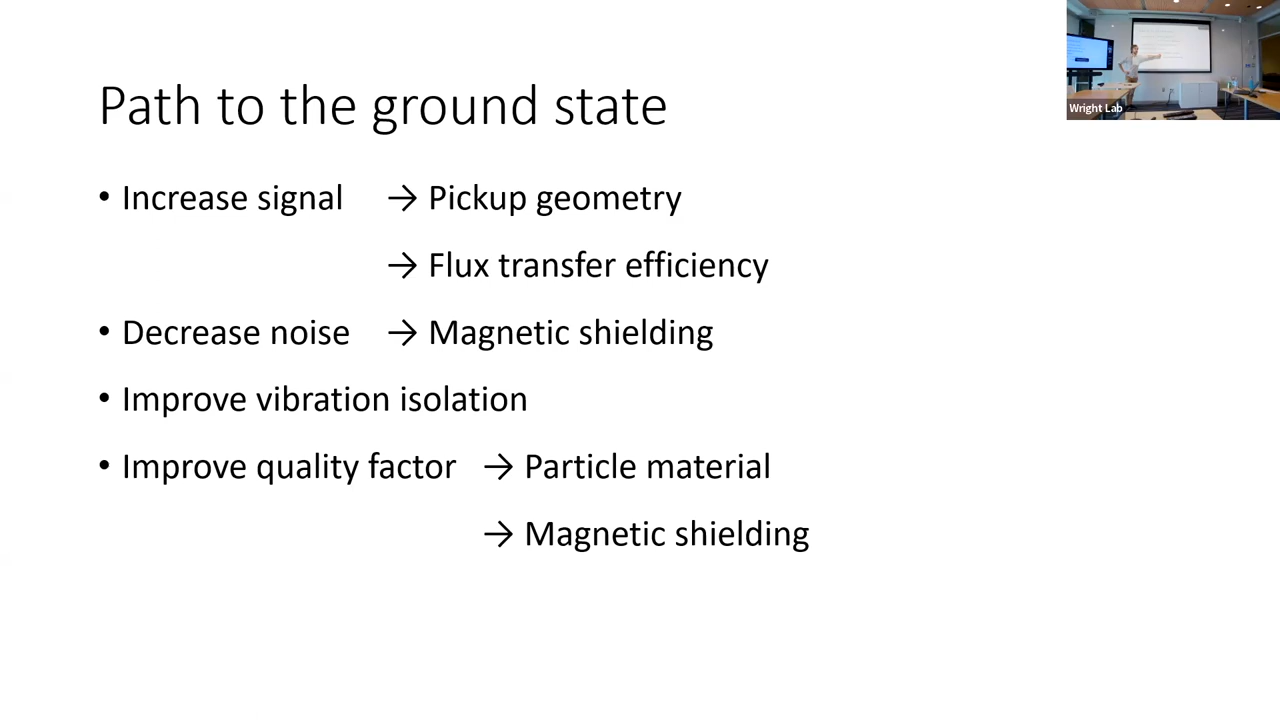 Path to the ground state
• Increase signal → Pickup geometry
→ Flux transfer efficiency
• Decrease noise → Magnetic shielding
• Improve vibration isolation
• Improve quality factor → Particle material
→ Magnetic shielding
Wright Lab